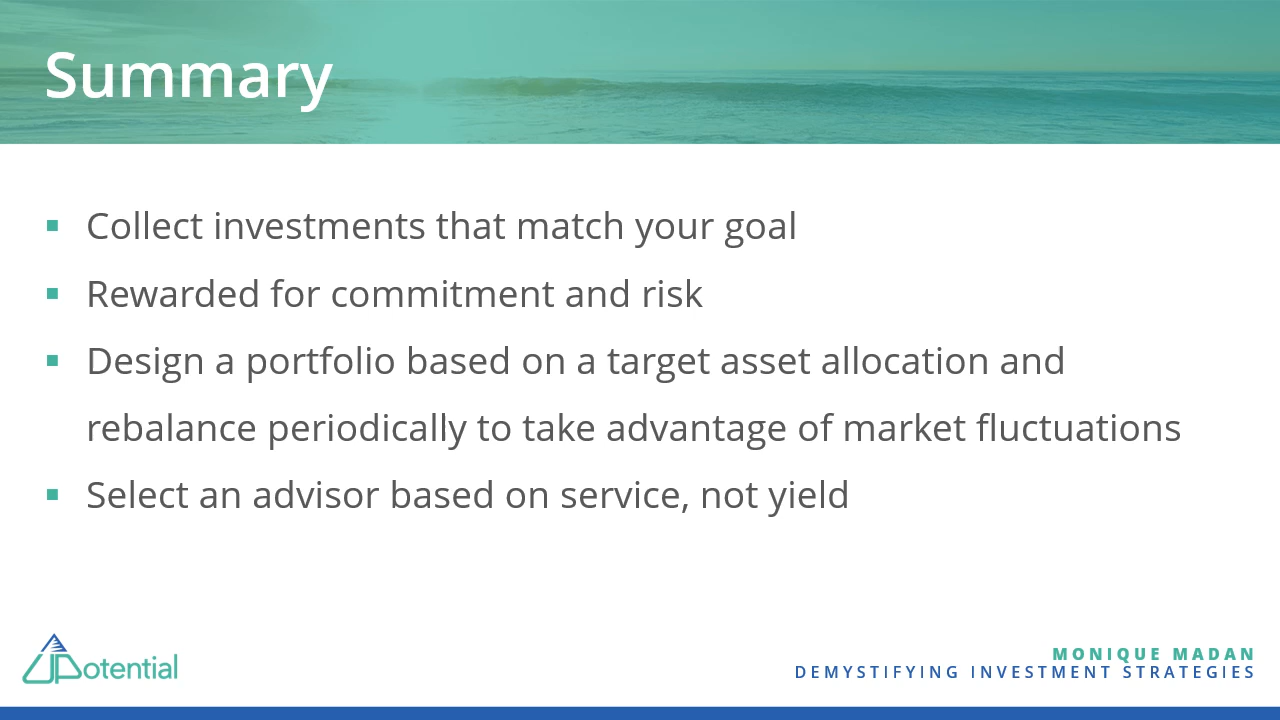 Summary
Collect investments that match your goal
Rewarded for commitment and risk
Design a portfolio based on a target asset allocation and
rebalance periodically to take advantage of market fluctuations
Select an advisor based on service, not yield
UPotential
MONIQUE MADAN
DEMYSTIFYING INVESTMENT STRATEGIES